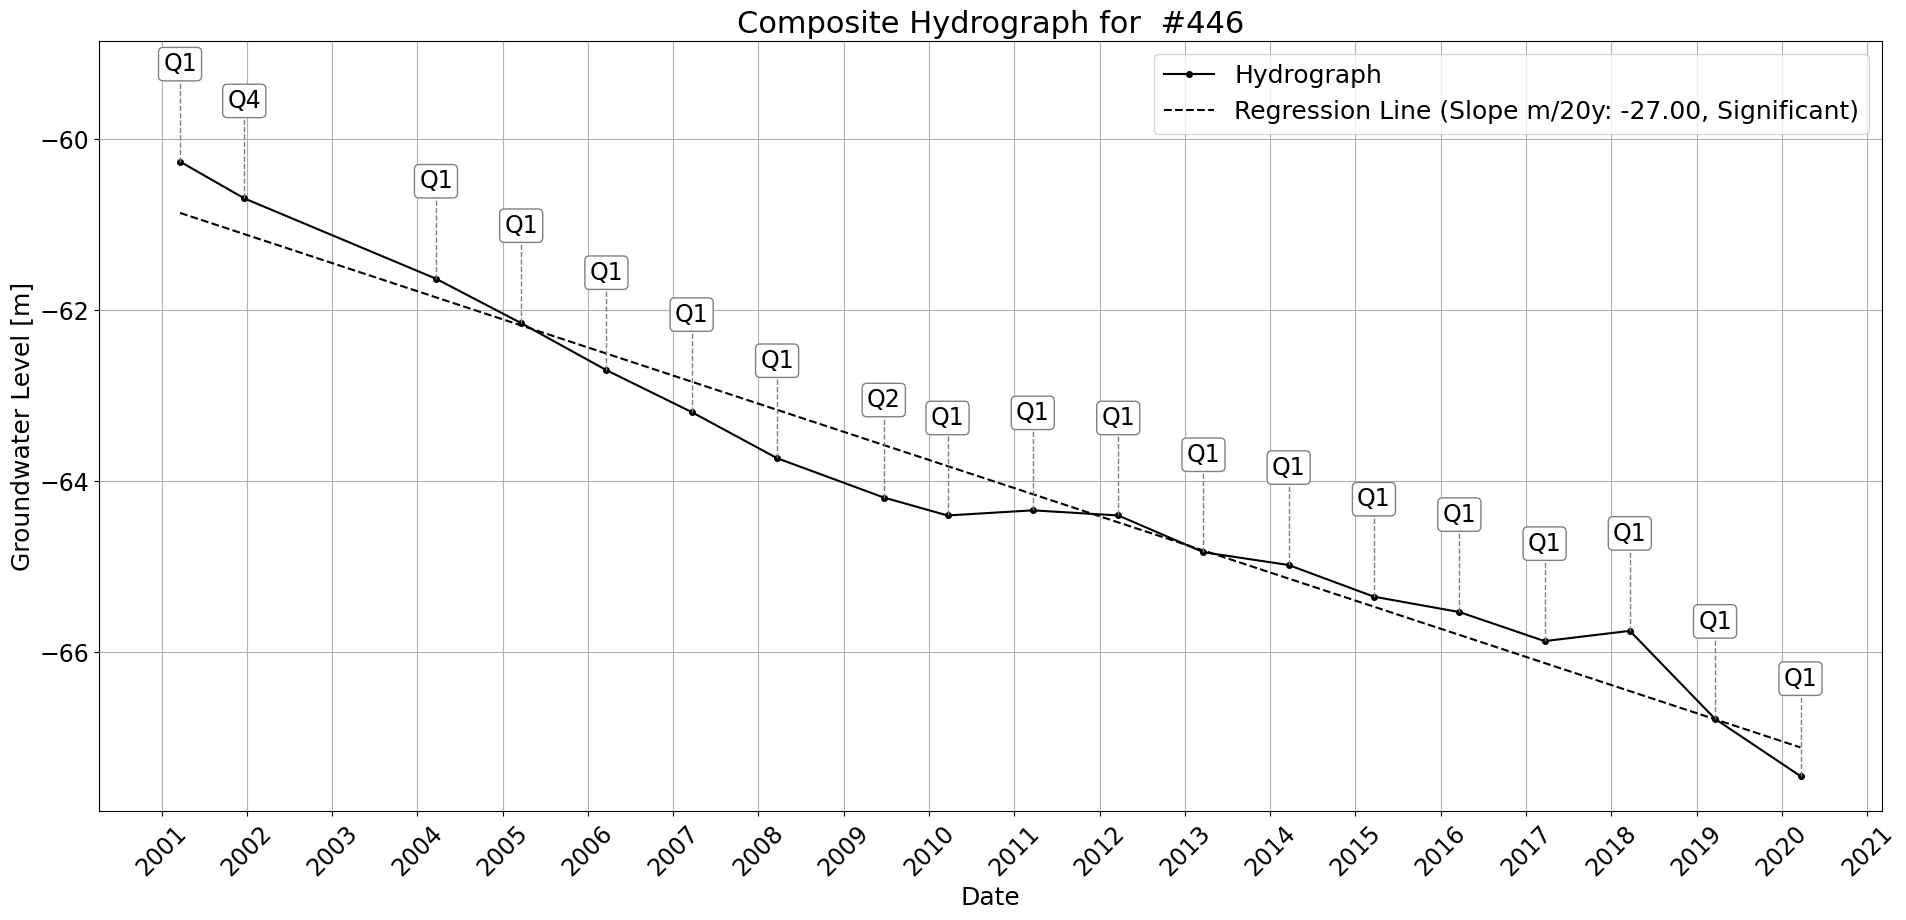 Composite Hydrograph for  #446
Hydrograph
Regression Line (Slope m/20y: -27.00, Significant)
Q1
Q4
Q1
Q1
Q1
Q1
Q1
Q2
Q1
Q1
Q1
Q1
Q1
Q1
Q1
Q1
Q1
Q1
Q1
Groundwater Level [m]
−60
−62
−64
−66
2001
2002
2003
2004
2005
2006
2007
2008
2009
2010
2011
2012
2013
2014
2015
2016
2017
2018
2019
2020
2021
Date